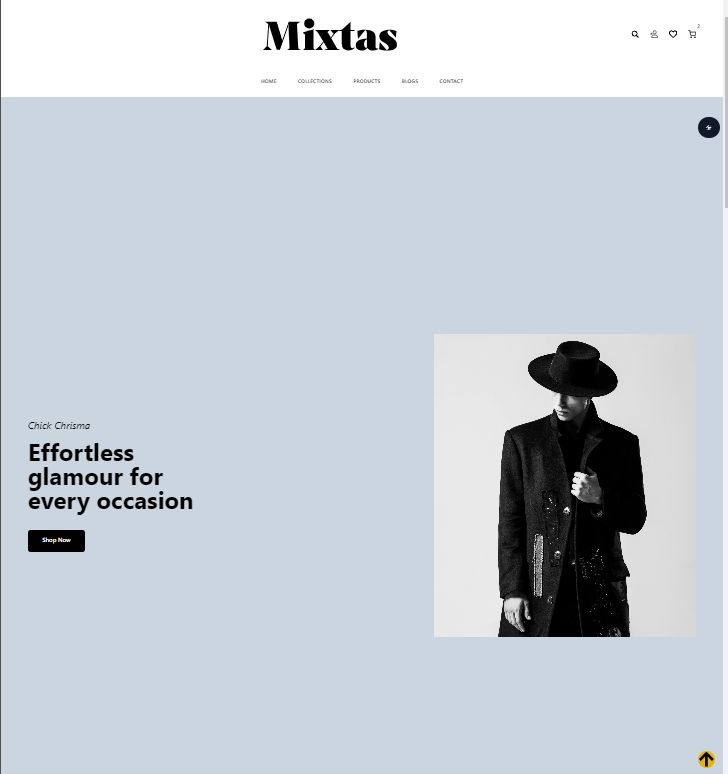 Mixtas
2
HOME COLLECTIONS PRODUCTS BLOGS CONTACT
Chick Chrisma
Effortless
glamour for
every occasion
Shop Now